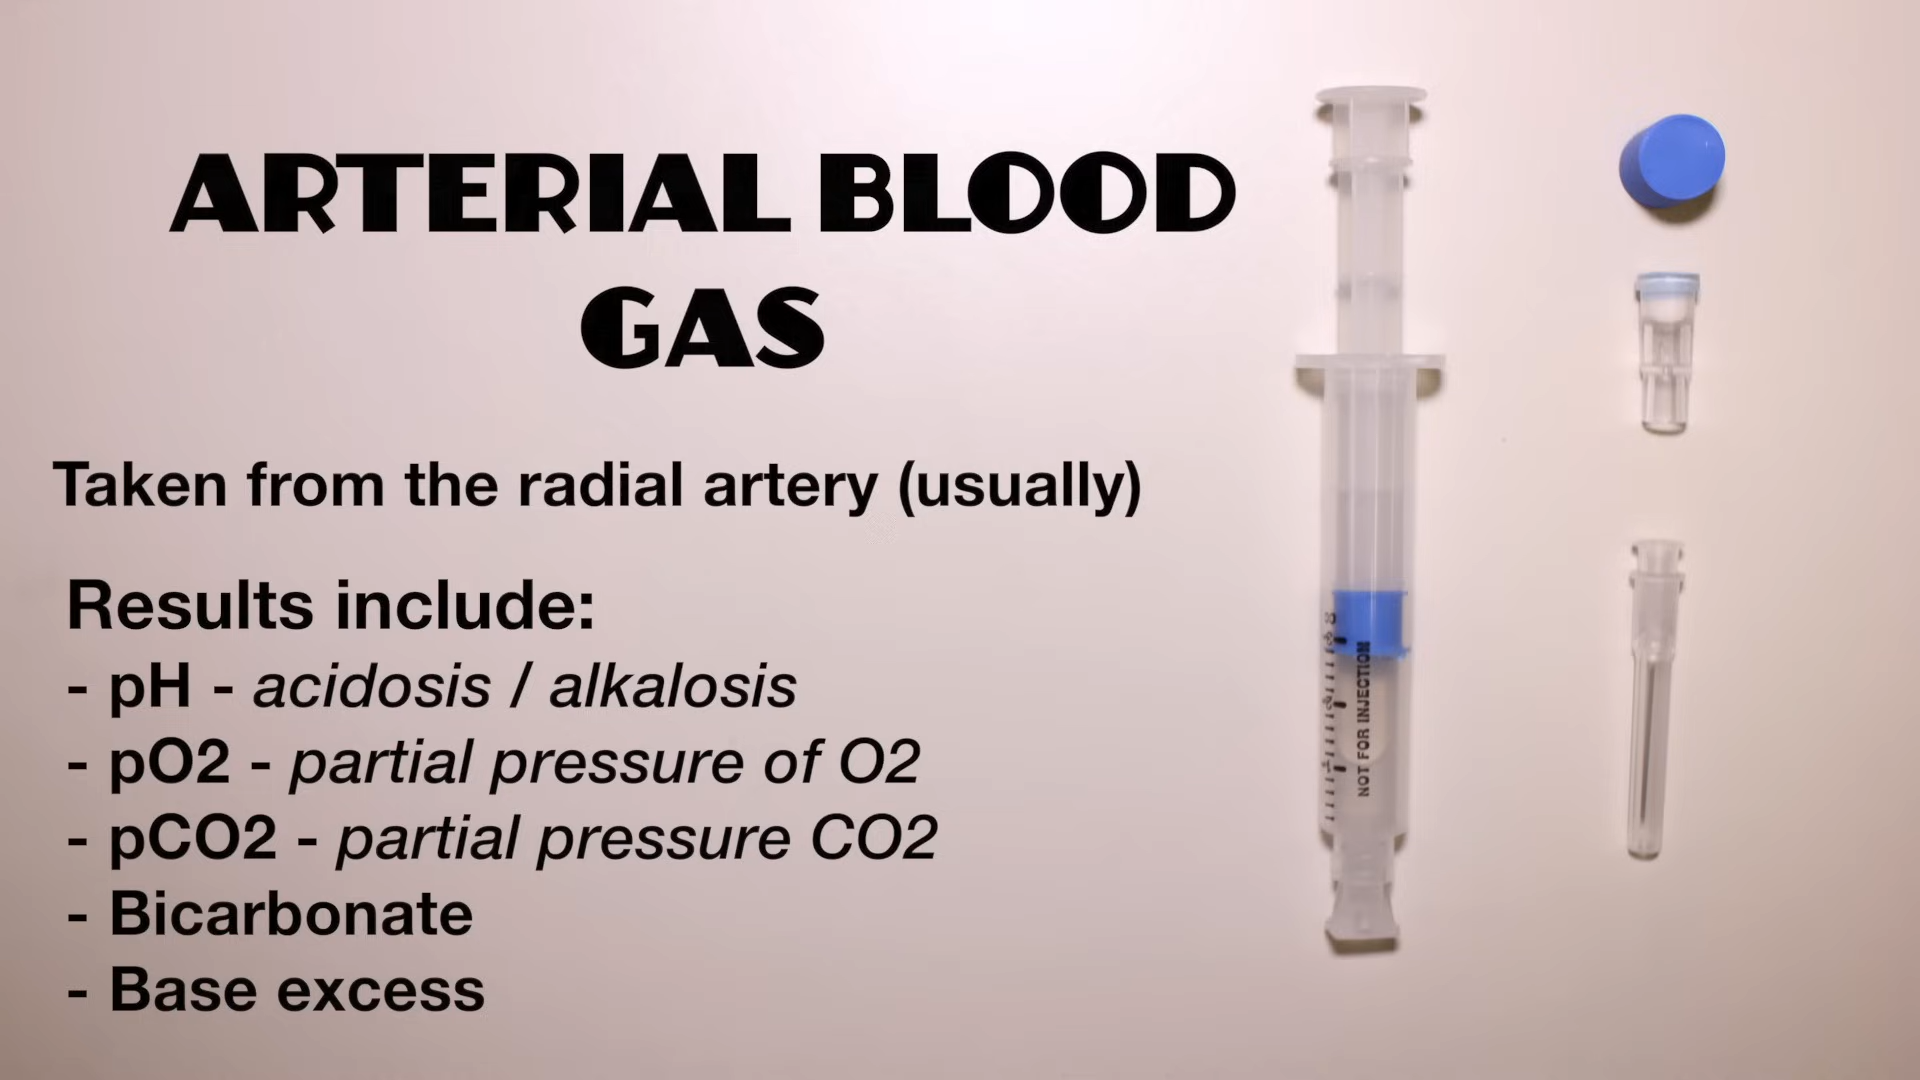 ARTERIAL BLOOD
GAS
Taken from the radial artery (usually)
Results include:
- pH - acidosis / alkalosis
- pO2 - partial pressure of O2
- pCO2 - partial pressure CO2
- Bicarbonate
- Base excess
NOT FOR INJECTION